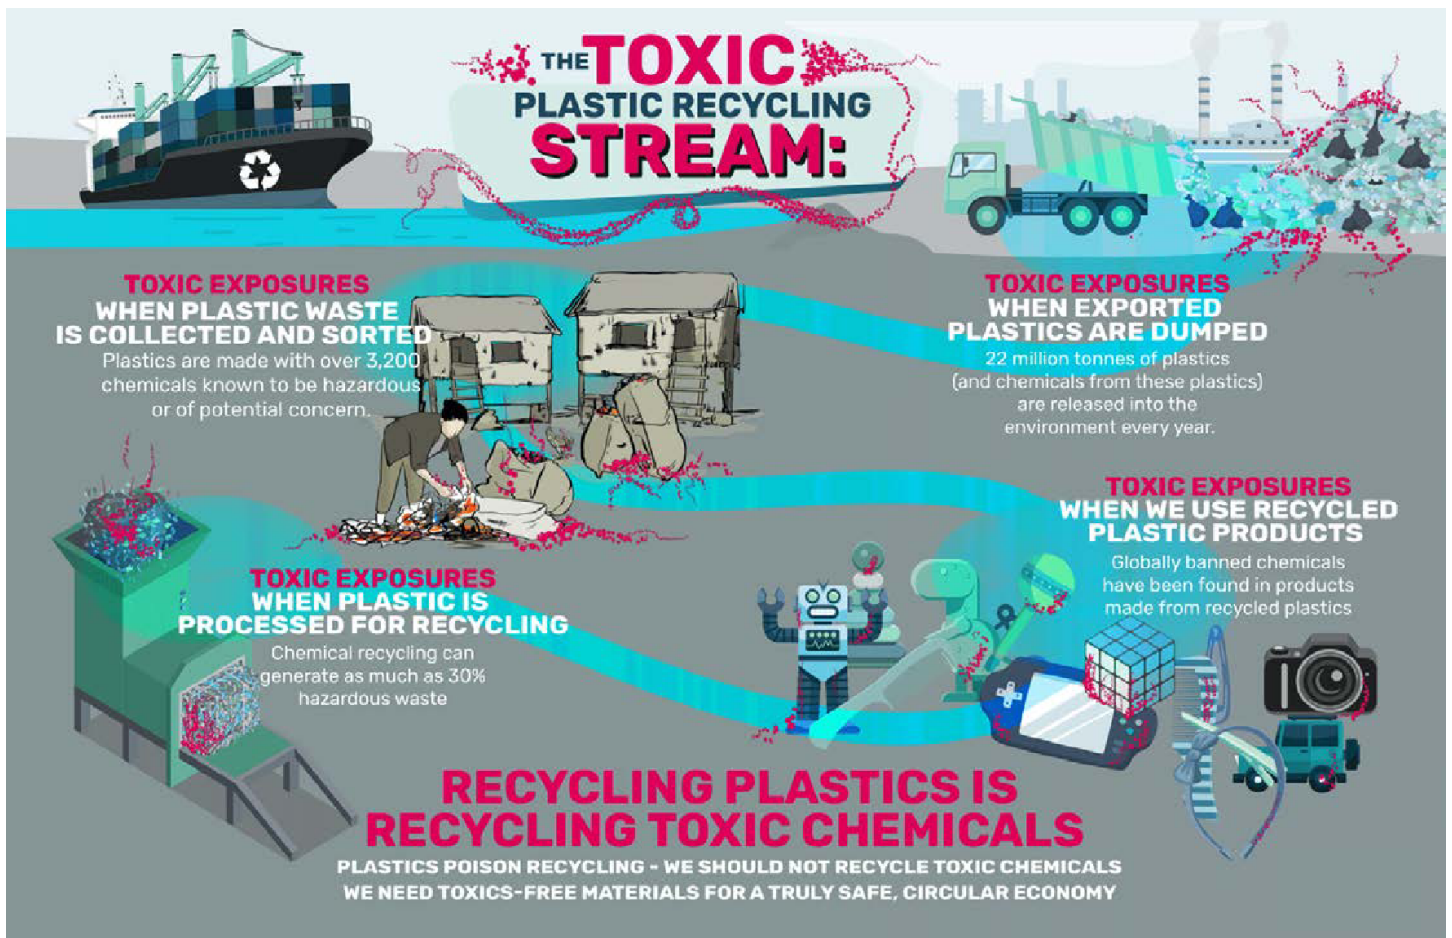 THE TOXIC
PLASTIC RECYCLING
STREAM:
TOXIC EXPOSURES
WHEN PLASTIC WASTE
IS COLLECTED AND SORTED
Plastics are made with over 3,200
chemicals known to be hazardous
or of potential concern.
TOXIC EXPOSURES
WHEN EXPORTED
PLASTICS ARE DUMPED
22 million tonnes of plastics
(and chemicals from these plastics)
are released into the
environment every year.
TOXIC EXPOSURES
WHEN WE USE RECYCLED
PLASTIC PRODUCTS
Globally banned chemicals
have been found in products
made from recycled plastics
TOXIC EXPOSURES
WHEN PLASTIC IS
PROCESSED FOR RECYCLING
Chemical recycling can
generate as much as 30%
hazardous waste
RECYCLING PLASTICS IS
RECYCLING TOXIC CHEMICALS
PLASTICS POISON RECYCLING - WE SHOULD NOT RECYCLE TOXIC CHEMICALS
WE NEED TOXICS-FREE MATERIALS FOR A TRULY SAFE, CIRCULAR ECONOMY